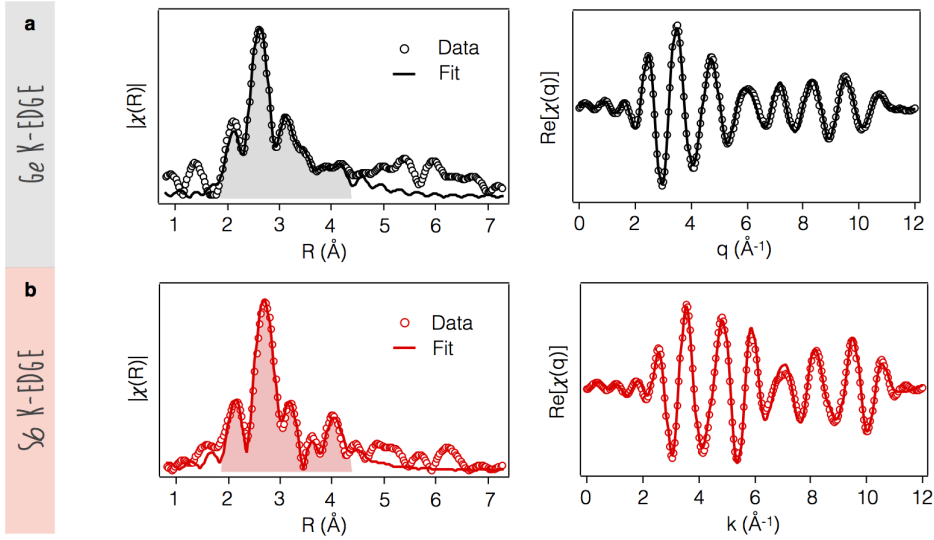 a
Ge K-EDGE
|χ(R)|
Data
Fit
1 2 3 4 5 6 7
R (Å)
Re[χ(q)]
0 2 4 6 8 10 12
q (Å-1)
b
Sb K-EDGE
|χ(R)|
Data
Fit
1 2 3 4 5 6 7
R (Å)
Re[χ(q)]
0 2 4 6 8 10 12
k (Å-1)